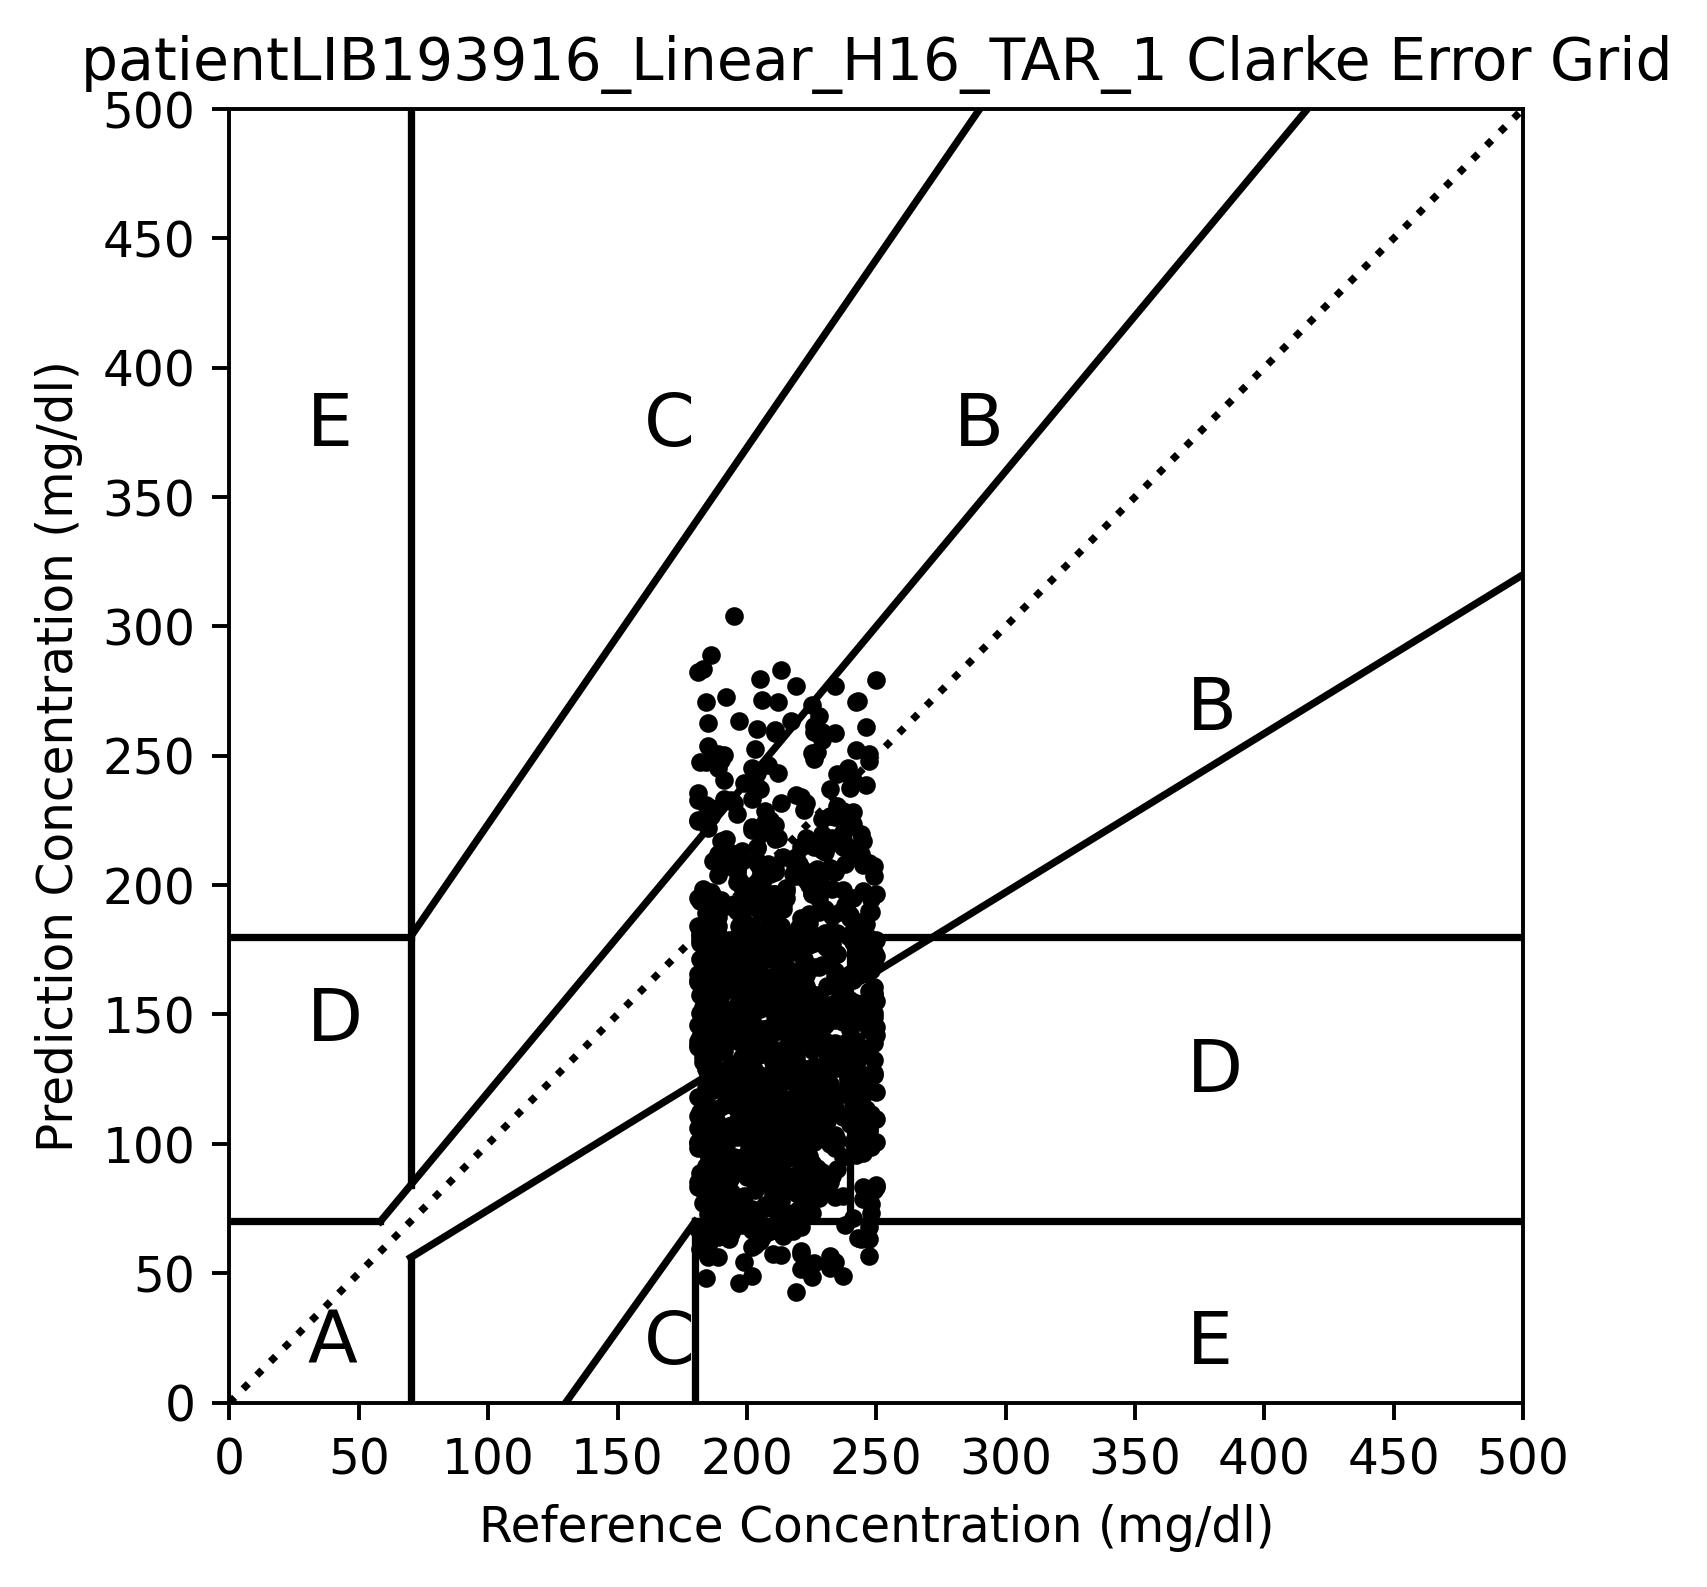 patientLIB193916_Linear_H16_TAR_1 Clarke Error Grid
500
450
400
350
300
250
200
150
100
50
0
Prediction Concentration (mg/dl)
E
C
B
B
D
D
A
C
E
0 50 100 150 200 250 300 350 400 450 500
Reference Concentration (mg/dl)